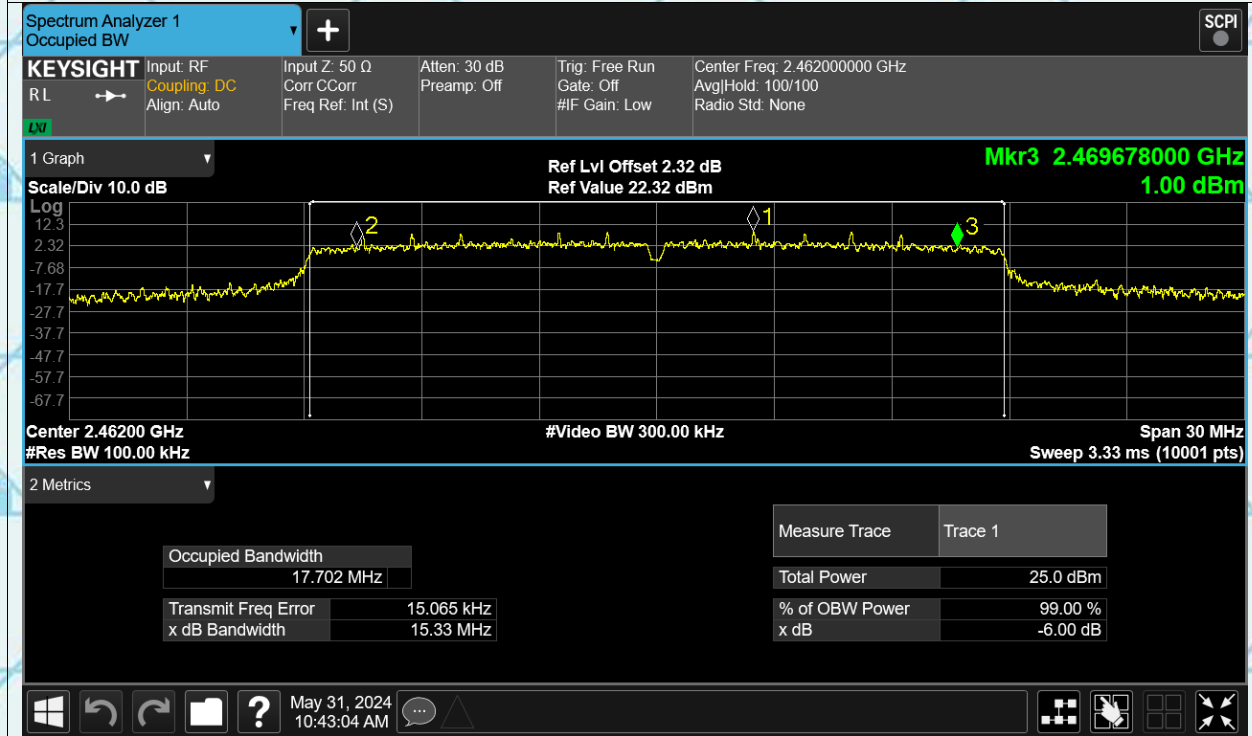 Spectrum Analyzer 1
Occupied BW
SCPI
KEYSIGHT
R L
LXI
Input: RF
Coupling: DC
Align: Auto
Input Z: 50 Ω
Corr CCorr
Freq Ref: Int (S)
Atten: 30 dB
Preamp: Off
Trig: Free Run
Gate: Off
#IF Gain: Low
Center Freq: 2.462000000 GHz
Avg|Hold: 100/100
Radio Std: None
1 Graph
Scale/Div 10.0 dB
Ref Lvl Offset 2.32 dB
Ref Value 22.32 dBm
Mkr3 2.469678000 GHz
1.00 dBm
Log
12.3
2.32
-7.68
-17.7
-27.7
-37.7
-47.7
-57.7
-67.7
2
1
3
Center 2.46200 GHz
#Res BW 100.00 kHz
#Video BW 300.00 kHz
Span 30 MHz
Sweep 3.33 ms (10001 pts)
2 Metrics
Occupied Bandwidth
17.702 MHz
Transmit Freq Error 15.065 kHz
x dB Bandwidth 15.33 MHz
Measure Trace Trace 1
Total Power 25.0 dBm
% of OBW Power 99.00 %
x dB -6.00 dB
?
May 31, 2024
10:43:04 AM